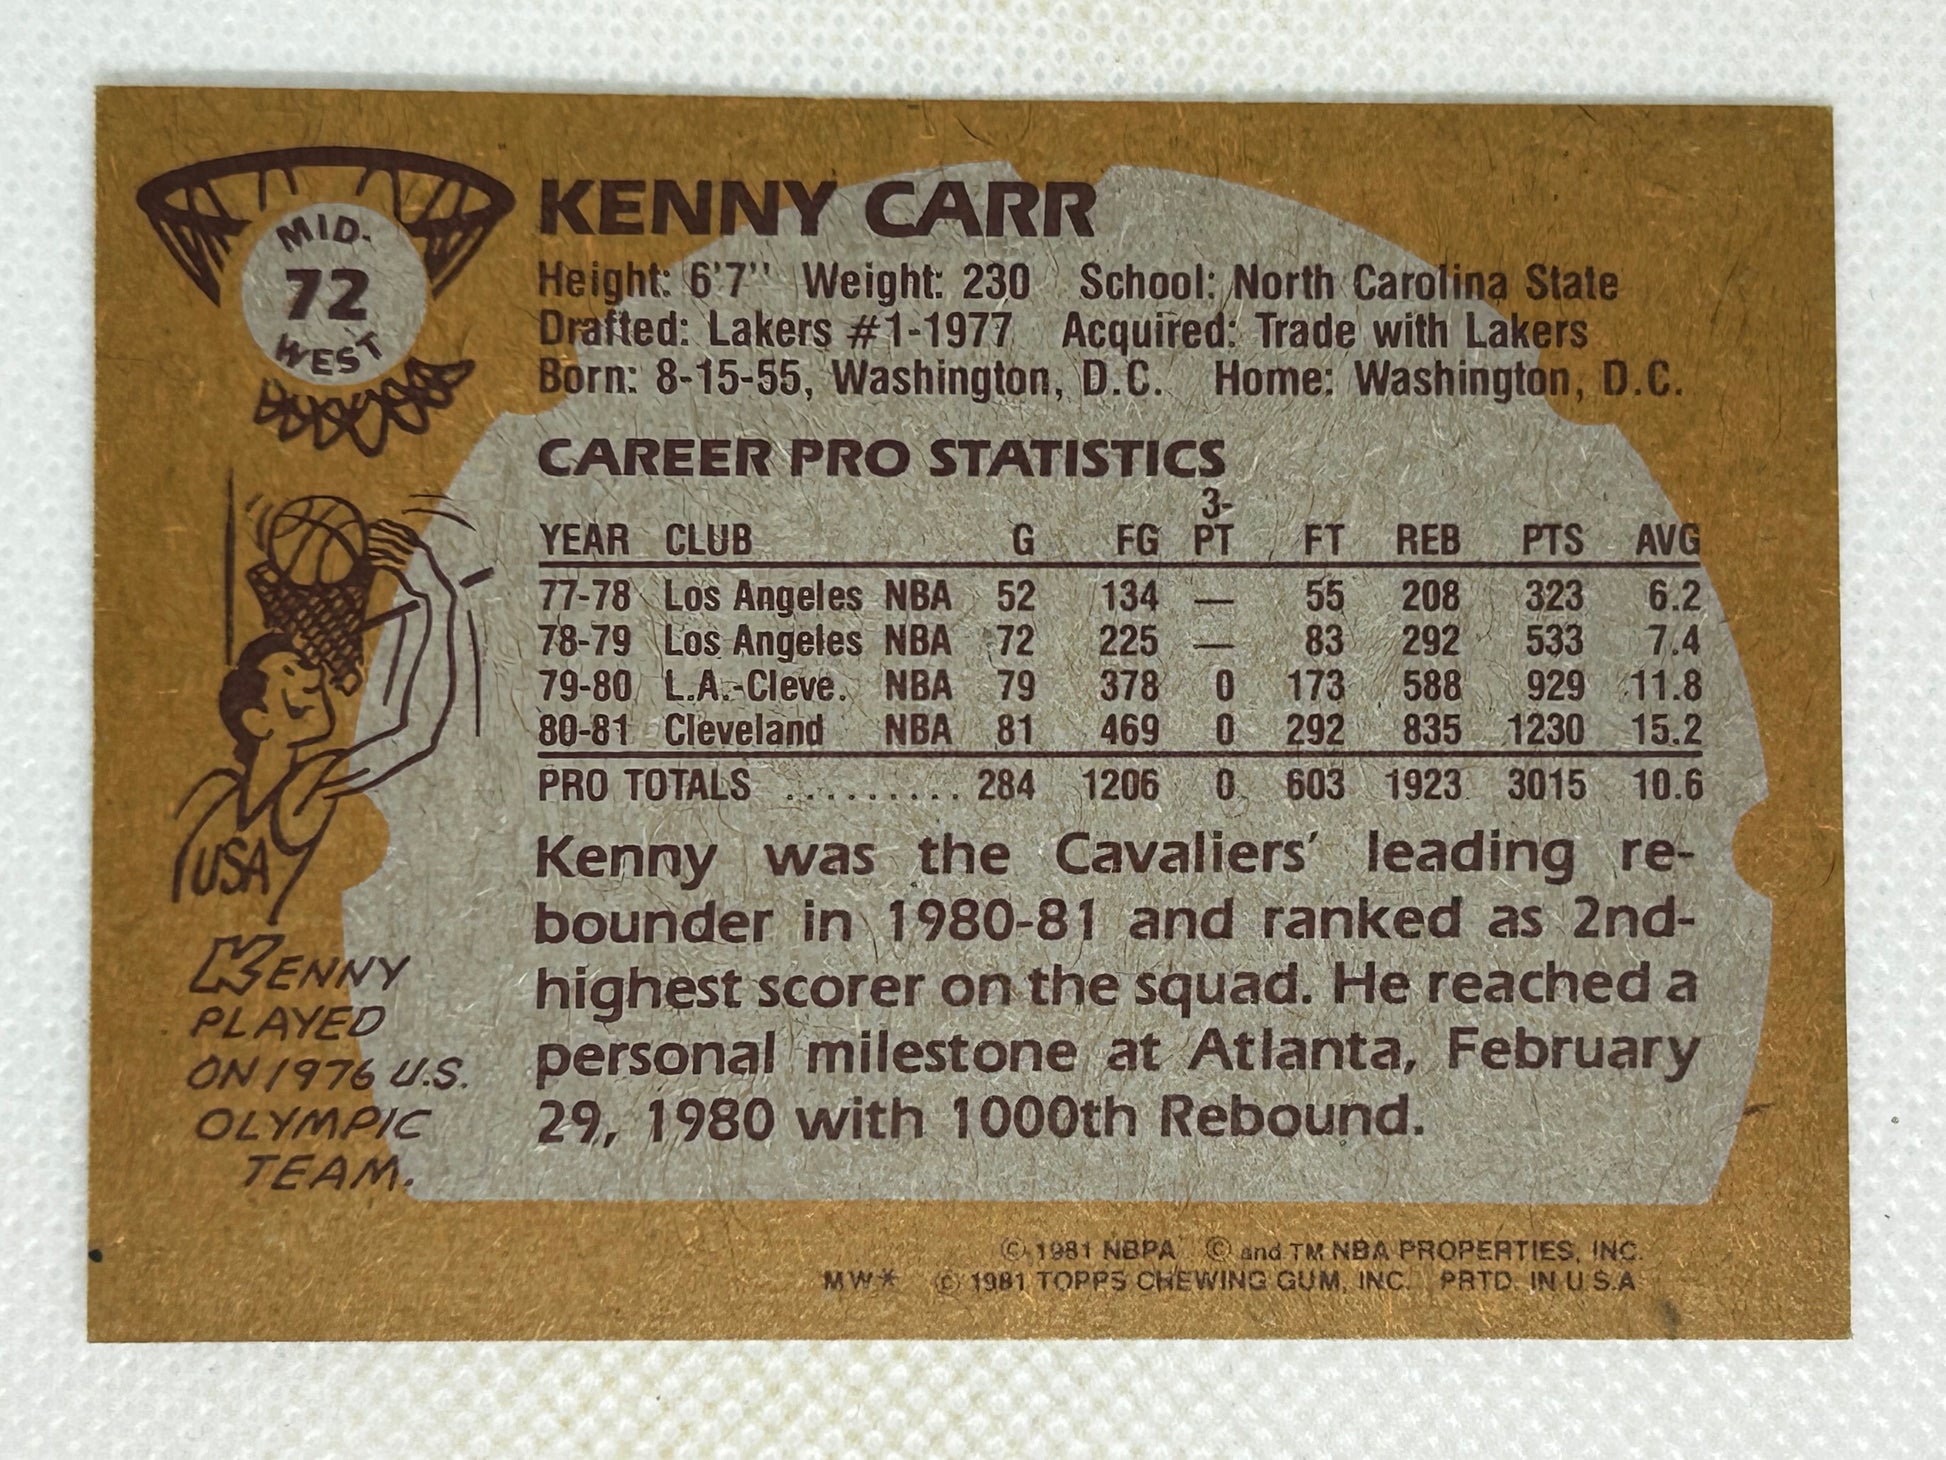 MID-
72
WEST
KENNY CARR
Height: 6'7'' Weight: 230 School: North Carolina State
Drafted: Lakers #1-1977 Acquired: Trade with Lakers
Born: 8-15-55, Washington, D.C. Home: Washington, D.C.
CAREER PRO STATISTICS
YEAR CLUB G FG 3-PT FT REB PTS AVG
77-78 Los Angeles NBA 52 134 — 55 208 323 6.2
78-79 Los Angeles NBA 72 225 — 83 292 533 7.4
79-80 L.A.-Cleve. NBA 79 378 0 173 588 929 11.8
80-81 Cleveland NBA 81 469 0 292 835 1230 15.2
PRO TOTALS ......... 284 1206 0 603 1923 3015 10.6
Kenny was the Cavaliers' leading re-
bounder in 1980-81 and ranked as 2nd-
highest scorer on the squad. He reached a
personal milestone at Atlanta, February
29, 1980 with 1000th Rebound.
USA
KENNY
PLAYED
ON 1976 U.S.
OLYMPIC
TEAM.
© 1981 NBPA © and TM NBA PROPERTIES, INC.
MW* © 1981 TOPPS CHEWING GUM, INC. PRTD. IN U.S.A